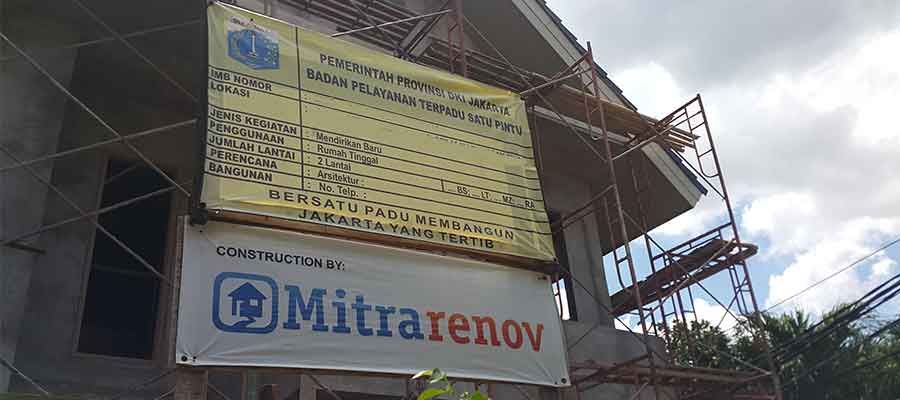 PEMERINTAH PROVINSI DKI JAKARTA
BADAN PELAYANAN TERPADU SATU PINTU
IMB NOMOR
LOKASI
JENIS KEGIATAN : Mendirikan Baru
PENGGUNAAN : Rumah Tinggal
JUMLAH LANTAI : 2 Lantai
PERENCANA : Arsitektur :
BANGUNAN : No. Telp. :
BS, LT, MZ: RA
BERSATU PADU MEMBANGUN
JAKARTA YANG TERTIB
CONSTRUCTION BY:
Mitrarenov